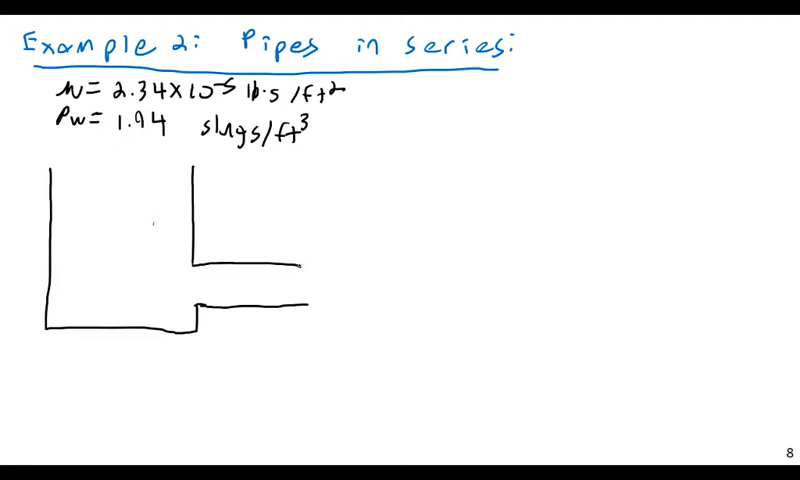 Example 2: Pipes in series:
μ = 2.34 × 10⁻⁵ lb·s/ft²
ρw = 1.94 slugs/ft³
8